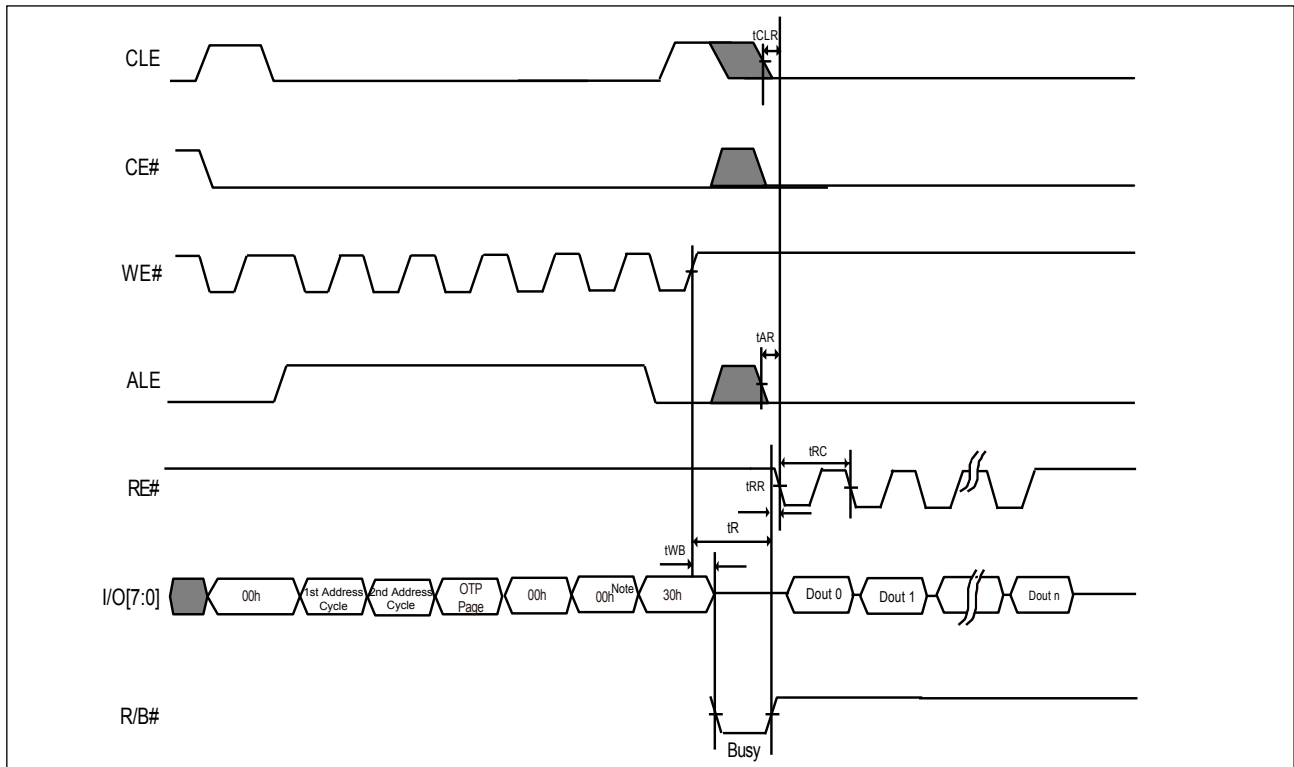 tCLR
CLE
CE#
WE#
tAR
ALE
tRC
RE#
tRR
tR
tWB
I/O[7:0]
00h
1st Address
Cycle
2nd Address
Cycle
OTP
Page
00h
00h Note
30h
Dout 0
Dout 1
Dout n
R/B#
Busy